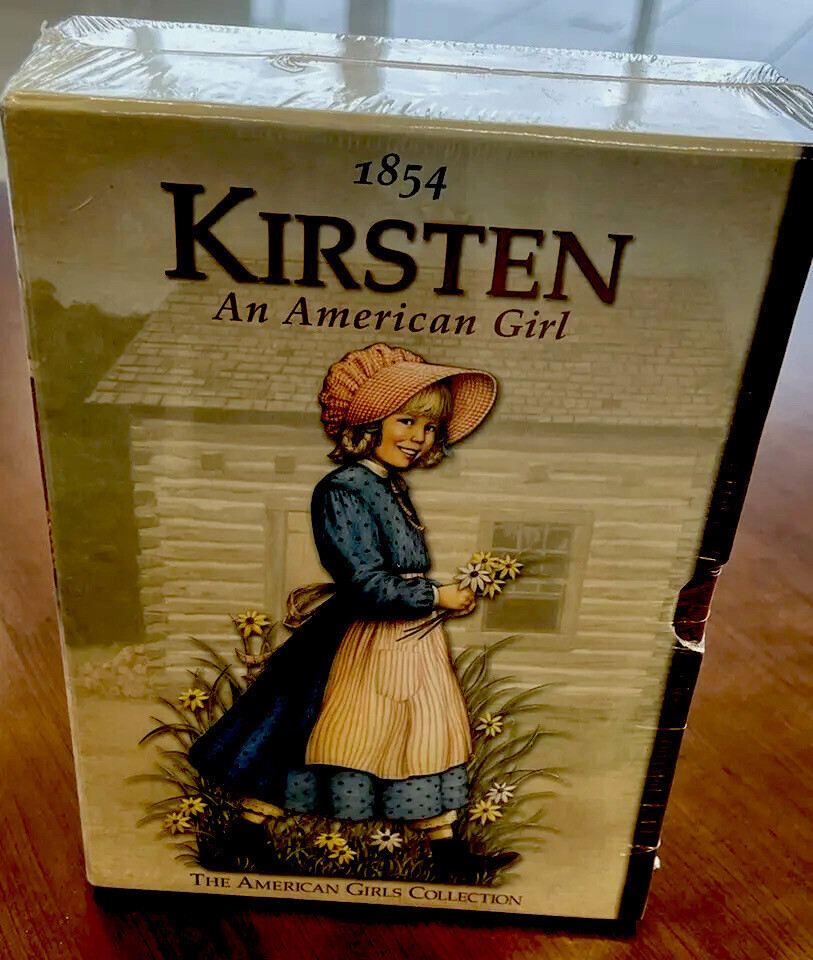 1854
KIRSTEN
An American Girl
THE AMERICAN GIRLS COLLECTION